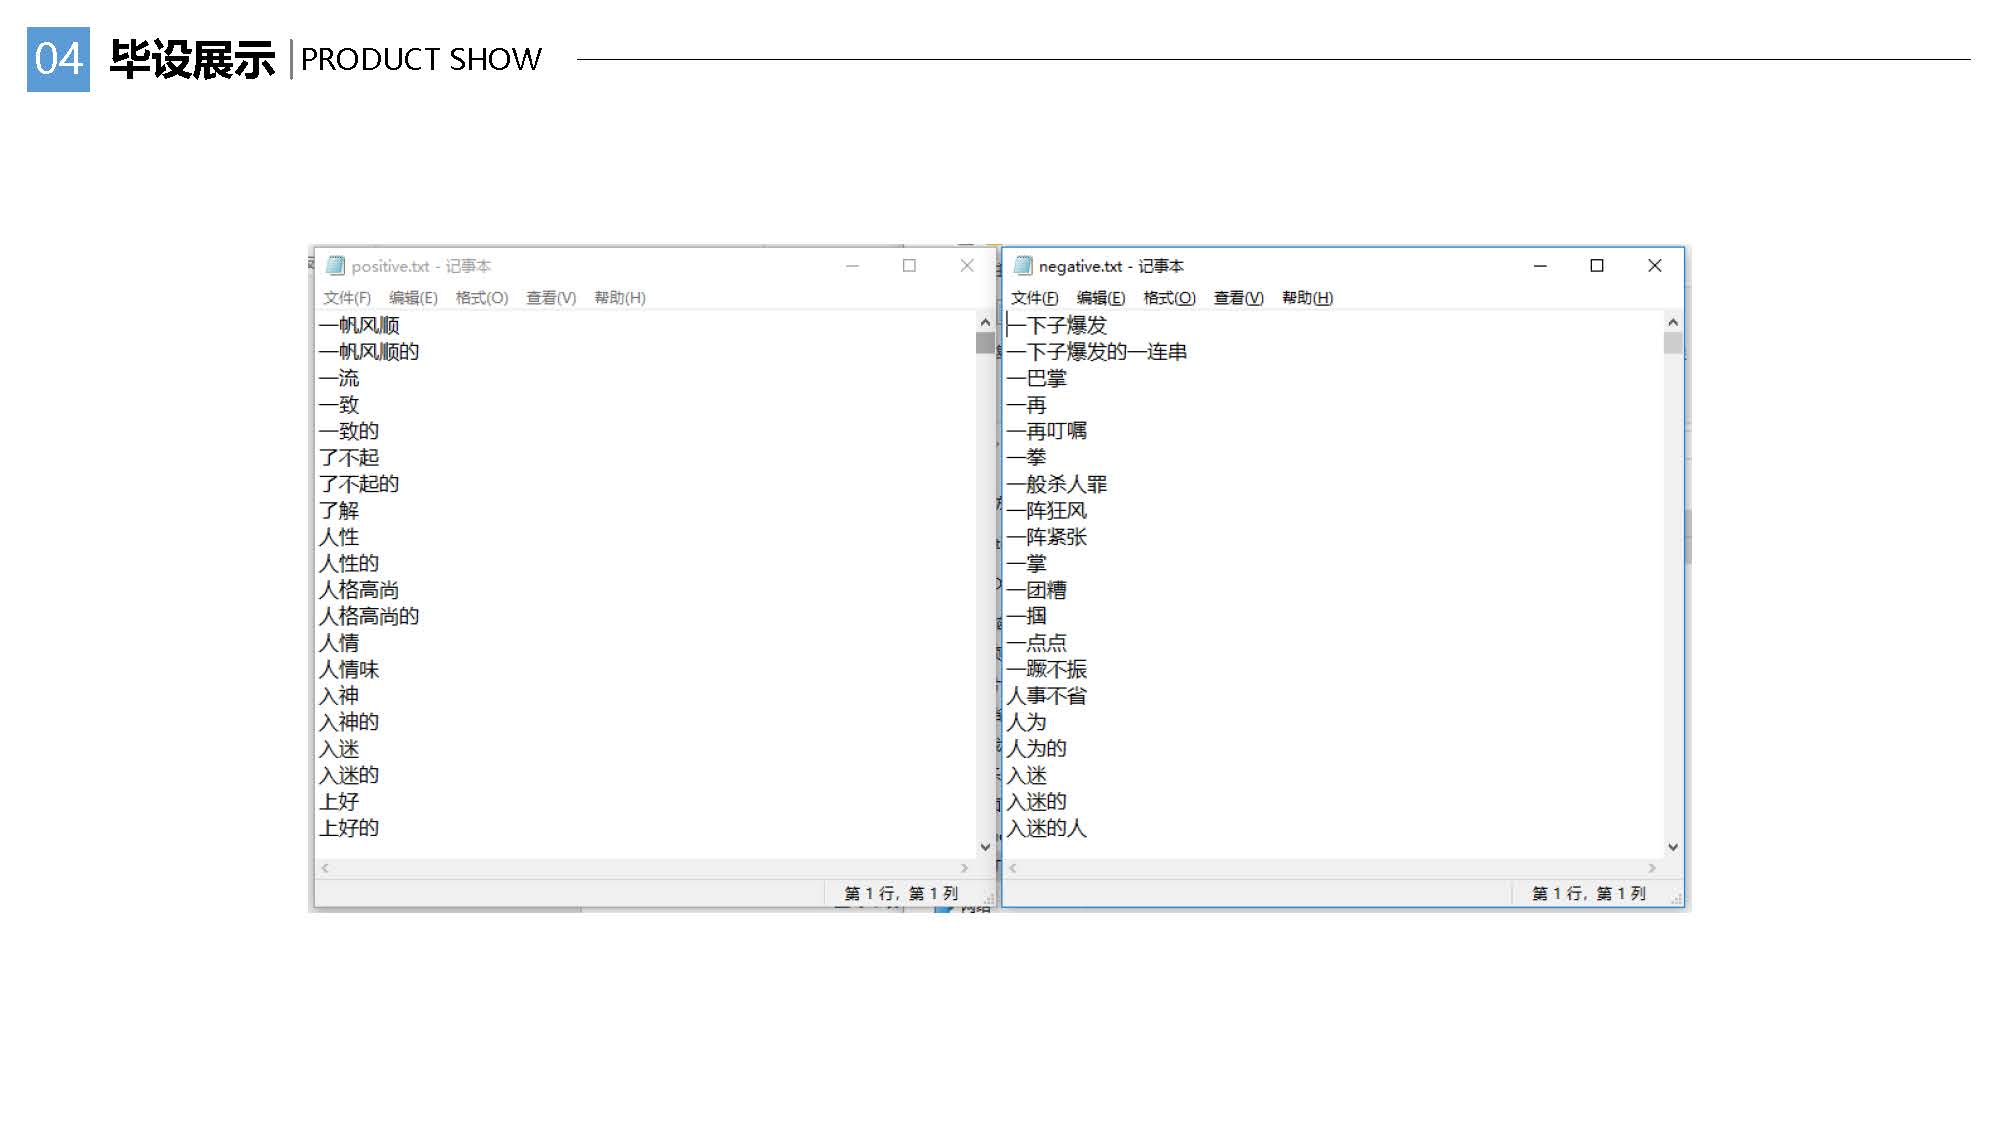 04 毕设展示 PRODUCT SHOW
positive.txt - 记事本
文件(F) 编辑(E) 格式(O) 查看(V) 帮助(H)
一帆风顺
一帆风顺的
一流
一致
一致的
了不起
了不起的
了解
人性
人性的
人格高尚
人格高尚的
人情
人情味
入神
入神的
入迷
入迷的
上好
上好的
第 1 行，第 1 列
negative.txt - 记事本
文件(F) 编辑(E) 格式(O) 查看(V) 帮助(H)
一下子爆发
一下子爆发的一连串
一巴掌
一再
一再叮嘱
一拳
一般杀人罪
一阵狂风
一阵紧张
一掌
一团糟
一掴
一点点
一蹶不振
人事不省
人为
人为的
入迷
入迷的
入迷的人
第 1 行，第 1 列